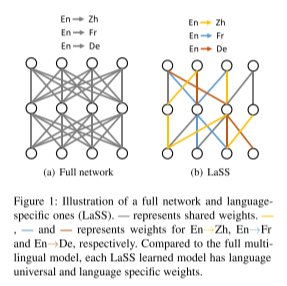 En → Zh
En → Fr
En → De
En → Zh
En → Fr
En → De
(a) Full network
(b) LaSS
Figure 1: Illustration of a full network and language-
specific ones (LaSS). — represents shared weights. —
, — and — represents weights for En→Zh, En→Fr
and En→De, respectively. Compared to the full multi-
lingual model, each LaSS learned model has language
universal and language specific weights.